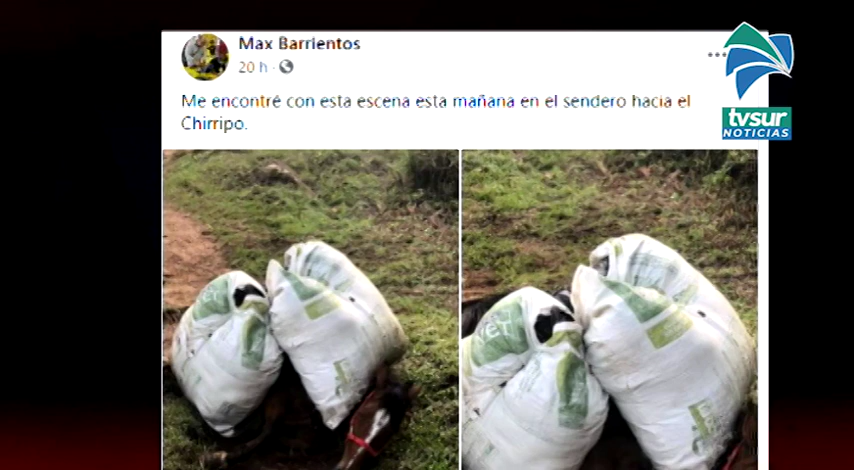 Max Barrientos
20 h ·
Me encontré con esta escena esta mañana en el sendero hacia el
Chirripo.
tvsur
NOTICIAS